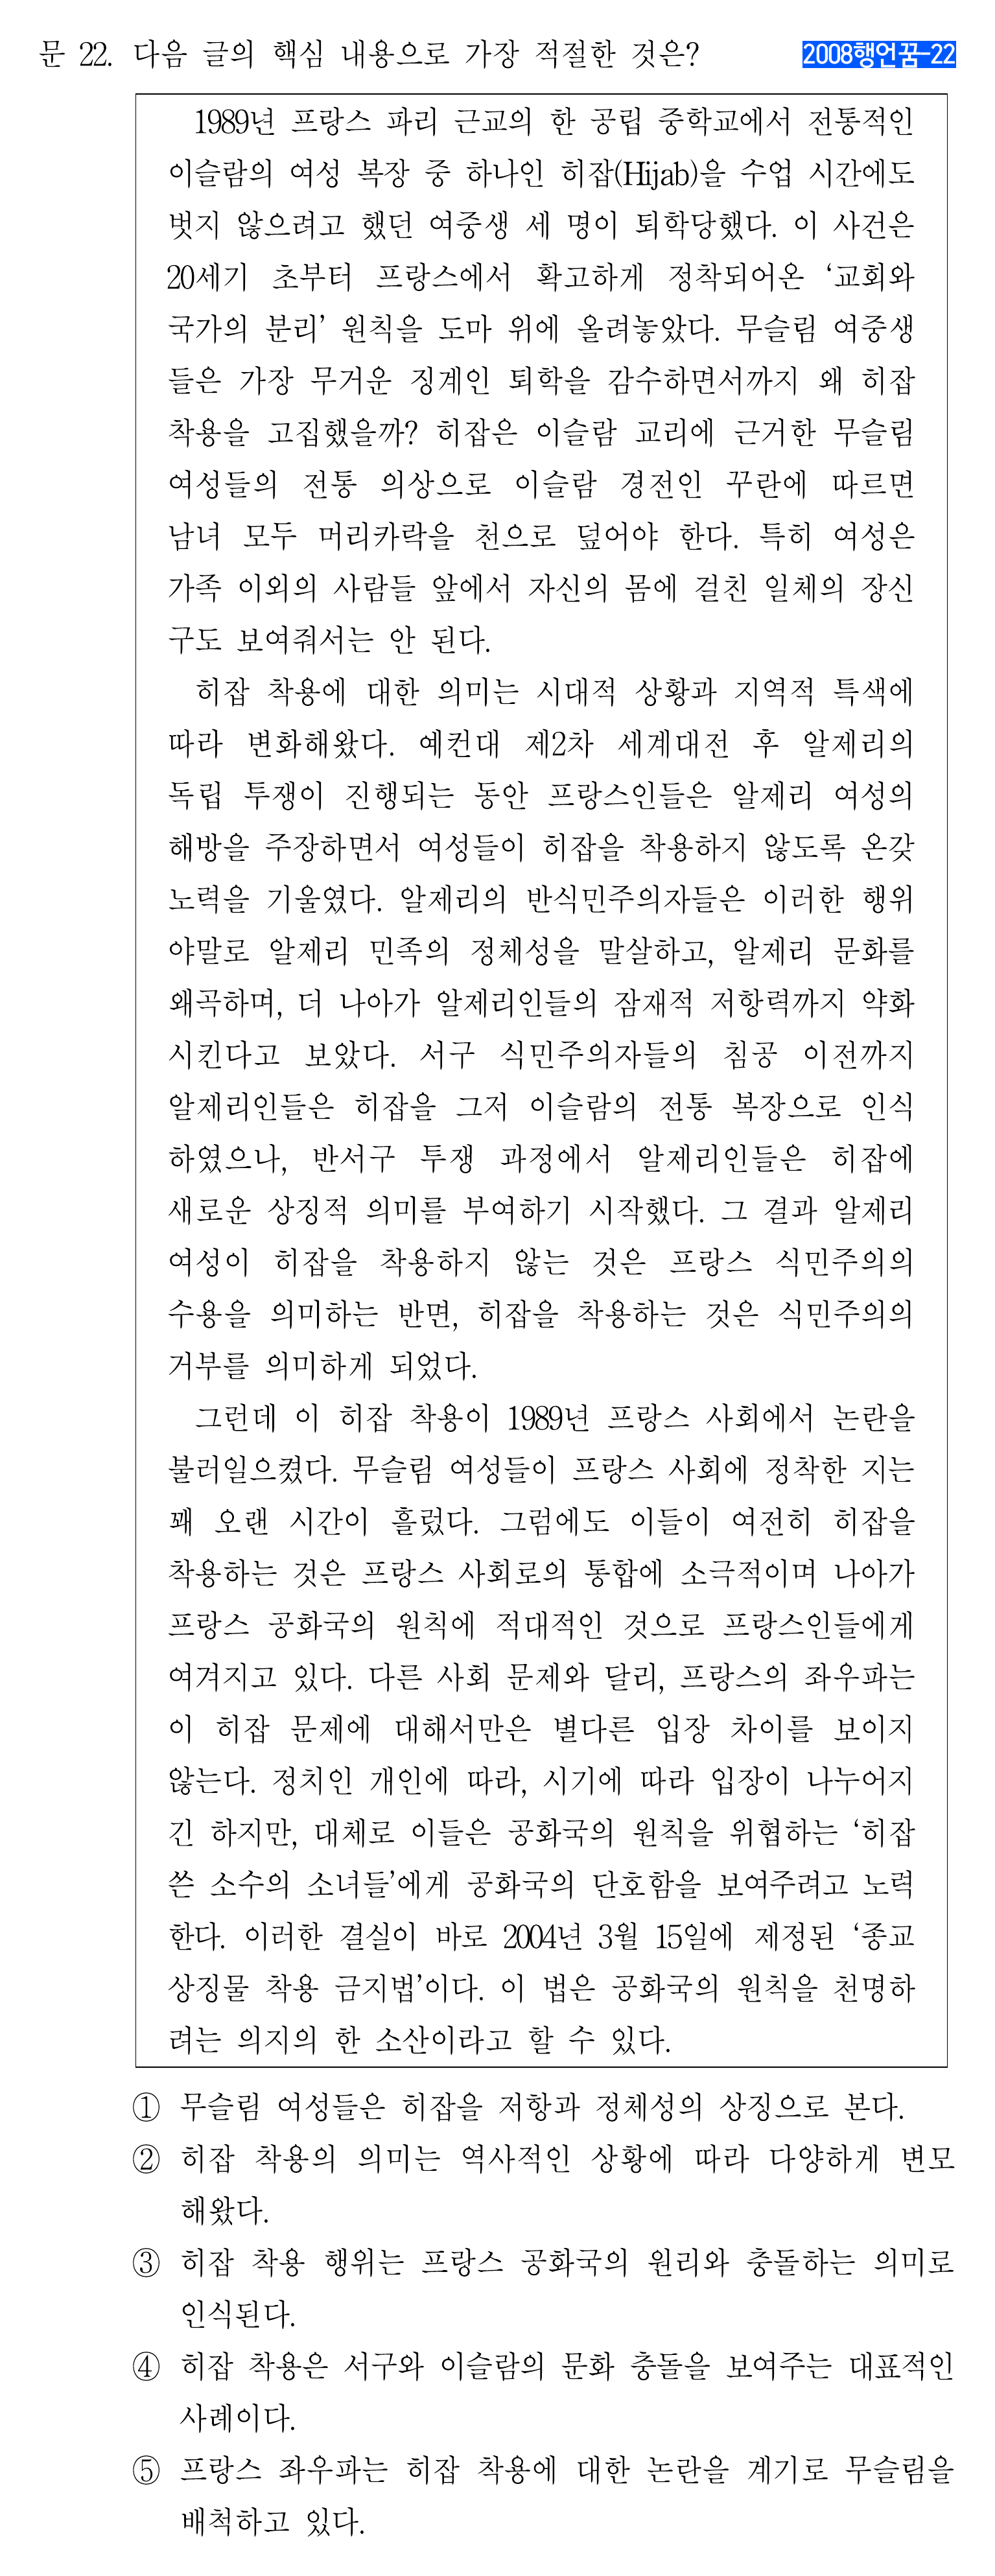 문 22. 다음 글의 핵심 내용으로 가장 적절한 것은? 2008행언꿈-22
1989년 프랑스 파리 근교의 한 공립 중학교에서 전통적인
이슬람의 여성 복장 중 하나인 히잡(Hijab)을 수업 시간에도
벗지 않으려고 했던 여중생 세 명이 퇴학당했다. 이 사건은
20세기 초부터 프랑스에서 확고하게 정착되어온 ‘교회와
국가의 분리’ 원칙을 도마 위에 올려놓았다. 무슬림 여중생
들은 가장 무거운 징계인 퇴학을 감수하면서까지 왜 히잡
착용을 고집했을까? 히잡은 이슬람 교리에 근거한 무슬림
여성들의 전통 의상으로 이슬람 경전인 꾸란에 따르면
남녀 모두 머리카락을 천으로 덮어야 한다. 특히 여성은
가족 이외의 사람들 앞에서 자신의 몸에 걸친 일체의 장신
구도 보여줘서는 안 된다.
히잡 착용에 대한 의미는 시대적 상황과 지역적 특색에
따라 변화해왔다. 예컨대 제2차 세계대전 후 알제리의
독립 투쟁이 진행되는 동안 프랑스인들은 알제리 여성의
해방을 주장하면서 여성들이 히잡을 착용하지 않도록 온갖
노력을 기울였다. 알제리의 반식민주의자들은 이러한 행위
야말로 알제리 민족의 정체성을 말살하고, 알제리 문화를
왜곡하며, 더 나아가 알제리인들의 잠재적 저항력까지 약화
시킨다고 보았다. 서구 식민주의자들의 침공 이전까지
알제리인들은 히잡을 그저 이슬람의 전통 복장으로 인식
하였으나, 반서구 투쟁 과정에서 알제리인들은 히잡에
새로운 상징적 의미를 부여하기 시작했다. 그 결과 알제리
여성이 히잡을 착용하지 않는 것은 프랑스 식민주의의
수용을 의미하는 반면, 히잡을 착용하는 것은 식민주의의
거부를 의미하게 되었다.
그런데 이 히잡 착용이 1989년 프랑스 사회에서 논란을
불러일으켰다. 무슬림 여성들이 프랑스 사회에 정착한 지는
꽤 오랜 시간이 흘렀다. 그럼에도 이들이 여전히 히잡을
착용하는 것은 프랑스 사회로의 통합에 소극적이며 나아가
프랑스 공화국의 원칙에 적대적인 것으로 프랑스인들에게
여겨지고 있다. 다른 사회 문제와 달리, 프랑스의 좌우파는
이 히잡 문제에 대해서만은 별다른 입장 차이를 보이지
않는다. 정치인 개인에 따라, 시기에 따라 입장이 나누어지
긴 하지만, 대체로 이들은 공화국의 원칙을 위협하는 ‘히잡
쓴 소수의 소녀들’에게 공화국의 단호함을 보여주려고 노력
한다. 이러한 결실이 바로 2004년 3월 15일에 제정된 ‘종교
상징물 착용 금지법’이다. 이 법은 공화국의 원칙을 천명하
려는 의지의 한 소산이라고 할 수 있다.
① 무슬림 여성들은 히잡을 저항과 정체성의 상징으로 본다.
② 히잡 착용의 의미는 역사적인 상황에 따라 다양하게 변모
해왔다.
③ 히잡 착용 행위는 프랑스 공화국의 원리와 충돌하는 의미로
인식된다.
④ 히잡 착용은 서구와 이슬람의 문화 충돌을 보여주는 대표적인
사례이다.
⑤ 프랑스 좌우파는 히잡 착용에 대한 논란을 계기로 무슬림을
배척하고 있다.